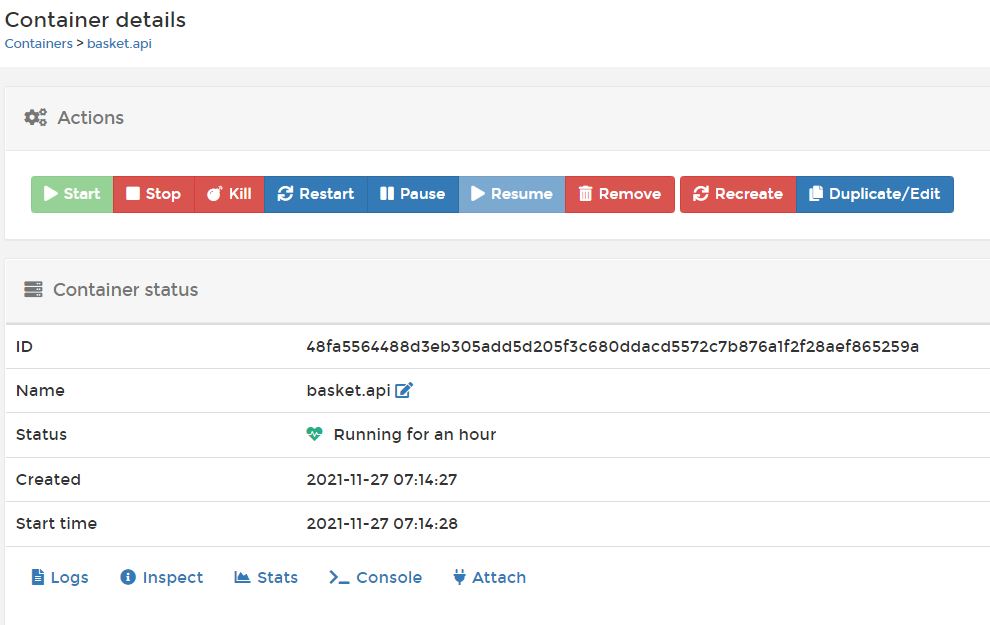 Container details
Containers > basket.api
Actions
Start Stop Kill Restart Pause Resume Remove Recreate Duplicate/Edit
Container status
ID 48fa5564488d3eb305add5d205f3c680ddacd5572c7b876a1f2f28aef865259a
Name basket.api
Status Running for an hour
Created 2021-11-27 07:14:27
Start time 2021-11-27 07:14:28
Logs Inspect Stats Console Attach